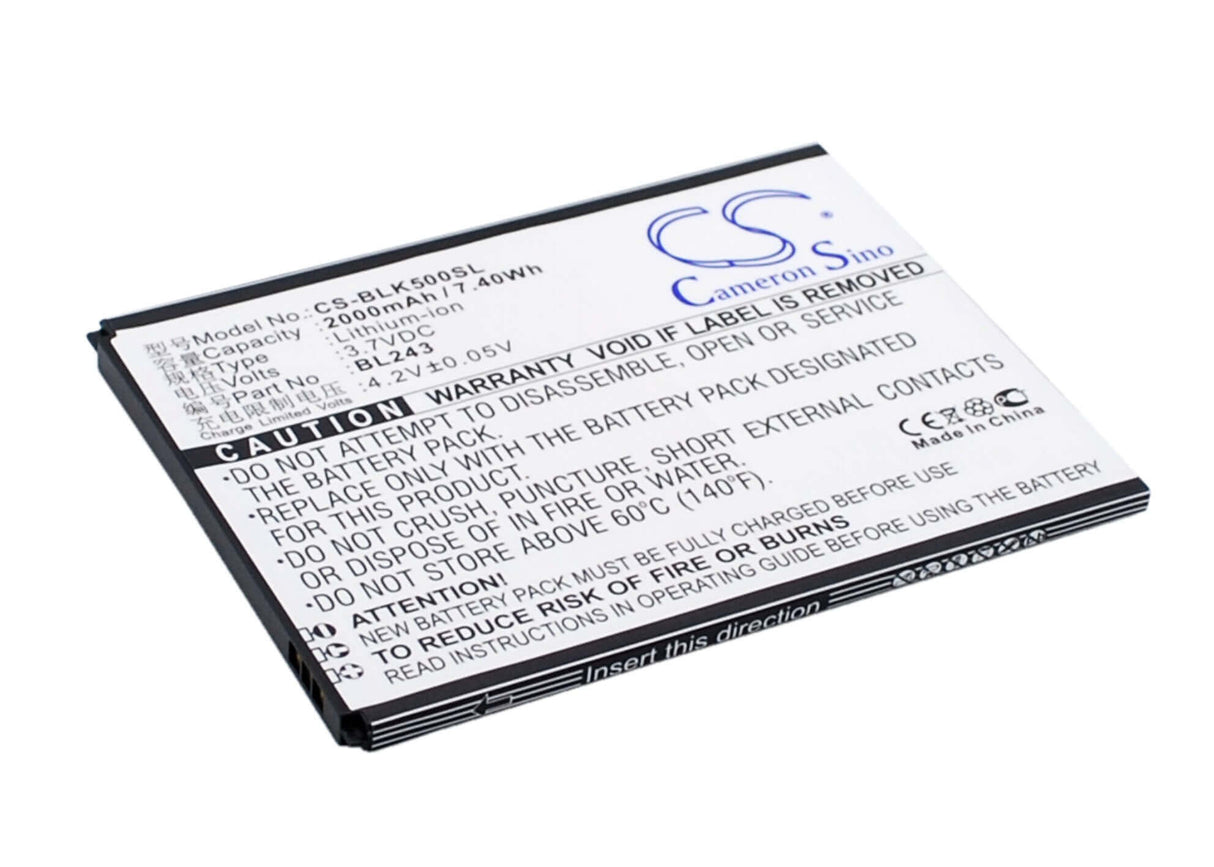 CS
Cameron Sino
型号Model No.: CS-BLK500SL
容量Capacity: 2000mAh / 7.40Wh
规格Type : Lithium-ion
电压Volts : 3.7VDC
编号Part No : BL243
充电限制电压 : 4.2V±0.05V
Charge Limited Volts
CAUTION WARRANTY VOID IF LABEL IS REMOVED
•DO NOT ATTEMPT TO DISASSEMBLE, OPEN OR SERVICE
THE BATTERY PACK.
•REPLACE ONLY WITH THE BATTERY PACK DESIGNATED
FOR THIS PRODUCT.
•DO NOT CRUSH, PUNCTURE, SHORT EXTERNAL CONTACTS
OR DISPOSE OF IN FIRE OR WATER.
•DO NOT STORE ABOVE 60°C (140°F).
CE
Made in China
ATTENTION!
NEW BATTERY PACK MUST BE FULLY CHARGED BEFORE USE
TO REDUCE RISK OF FIRE OR BURNS
READ INSTRUCTIONS IN OPERATING GUIDE BEFORE USING THE BATTERY
Insert this direction